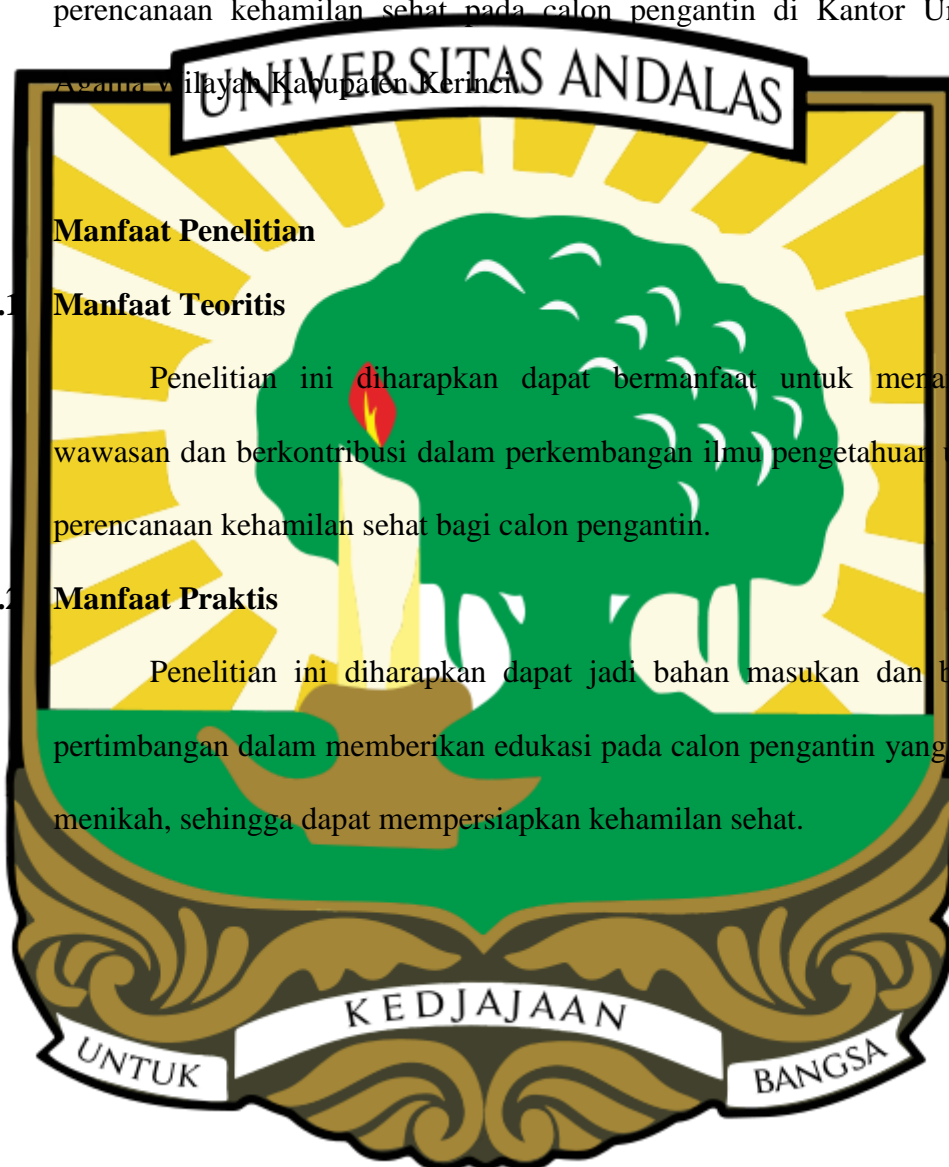 perencanaan kehamilan sehat pada calon pengantin di Kantor
UNIVERSITAS ANDALAS
Agama Wilayah Kabupaten Kerinci.
Manfaat Penelitian
Manfaat Teoritis
Penelitian ini diharapkan dapat bermanfaat untuk
wawasan dan berkontribusi dalam perkembangan ilmu pengetahuan
perencanaan kehamilan sehat bagi calon pengantin.
Manfaat Praktis
Penelitian ini diharapkan dapat jadi bahan masukan dan
pertimbangan dalam memberikan edukasi pada calon pengantin yang
menikah, sehingga dapat mempersiapkan kehamilan sehat.
KEDJAJAAN
UNTUK
BANGSA